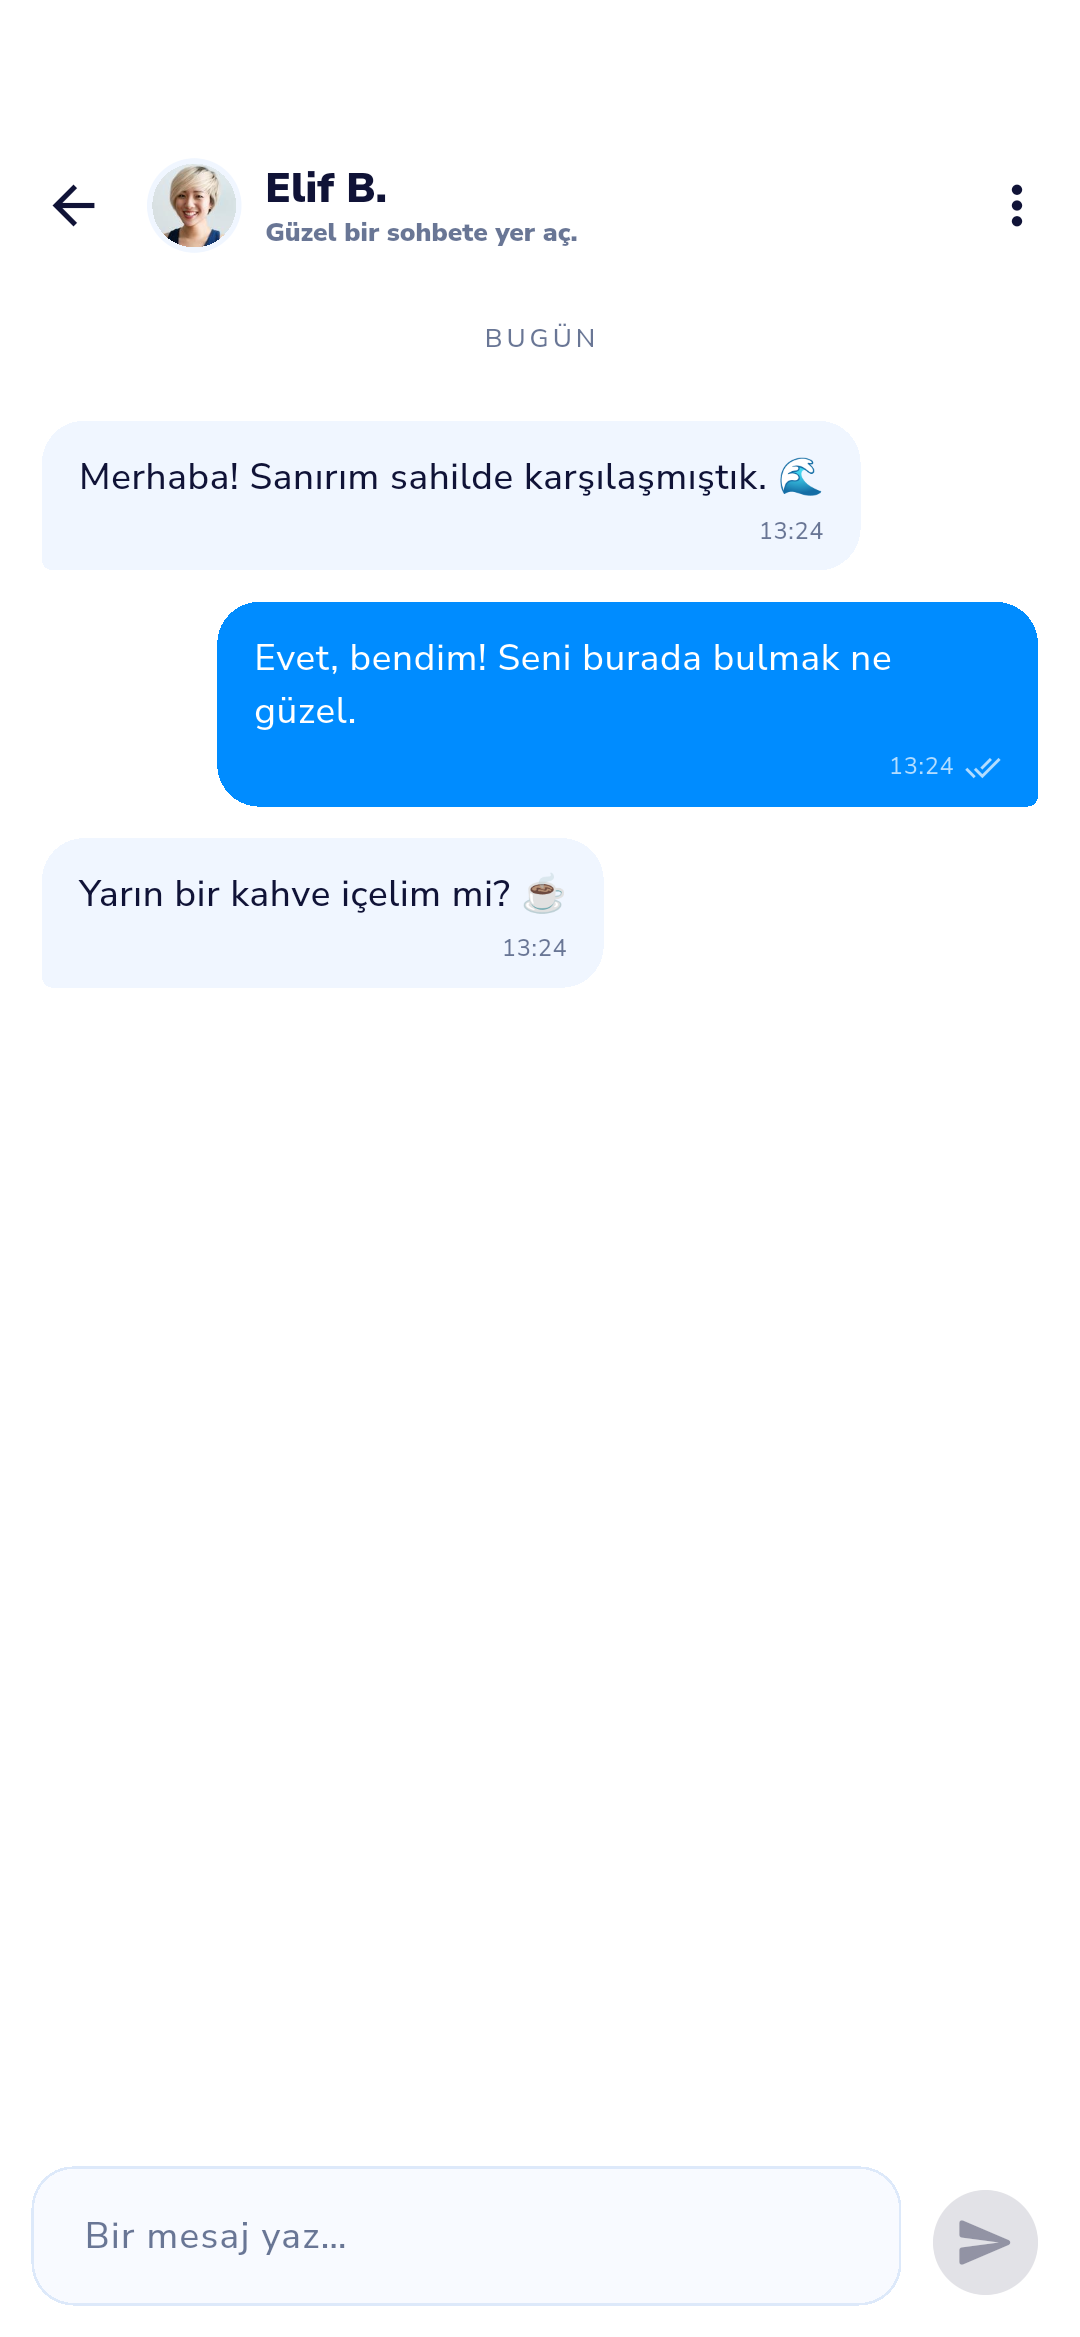 Elif B.
Güzel bir sohbete yer aç.
BUGÜN
Merhaba! Sanırım sahilde karşılaşmıştık. 🌊
13:24
Evet, bendim! Seni burada bulmak ne
güzel.
13:24
Yarın bir kahve içelim mi? ☕
13:24
Bir mesaj yaz...